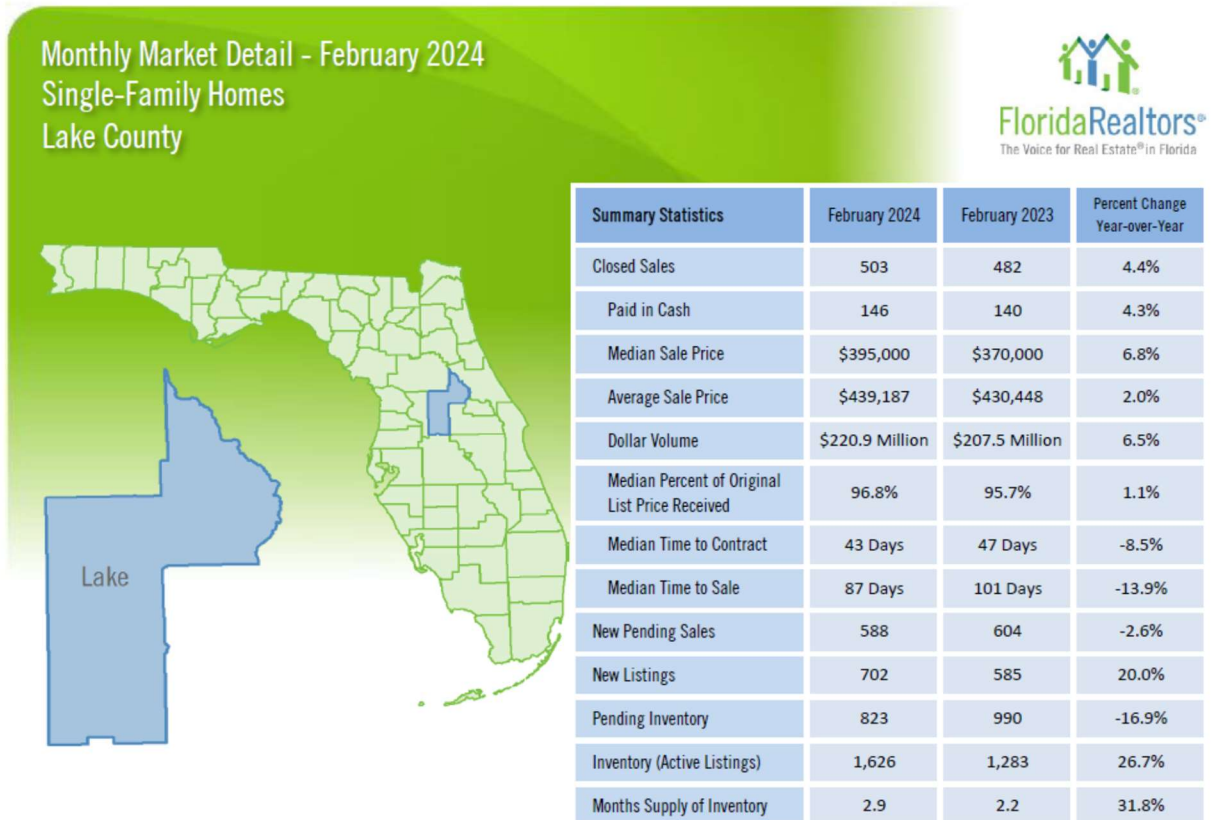 Monthly Market Detail - February 2024
Single-Family Homes
Lake County
FloridaRealtors®
The Voice for Real Estate® in Florida
Lake
Summary Statistics February 2024 February 2023 Percent Change Year-over-Year
Closed Sales 503 482 4.4%
Paid in Cash 146 140 4.3%
Median Sale Price $395,000 $370,000 6.8%
Average Sale Price $439,187 $430,448 2.0%
Dollar Volume $220.9 Million $207.5 Million 6.5%
Median Percent of Original List Price Received 96.8% 95.7% 1.1%
Median Time to Contract 43 Days 47 Days -8.5%
Median Time to Sale 87 Days 101 Days -13.9%
New Pending Sales 588 604 -2.6%
New Listings 702 585 20.0%
Pending Inventory 823 990 -16.9%
Inventory (Active Listings) 1,626 1,283 26.7%
Months Supply of Inventory 2.9 2.2 31.8%